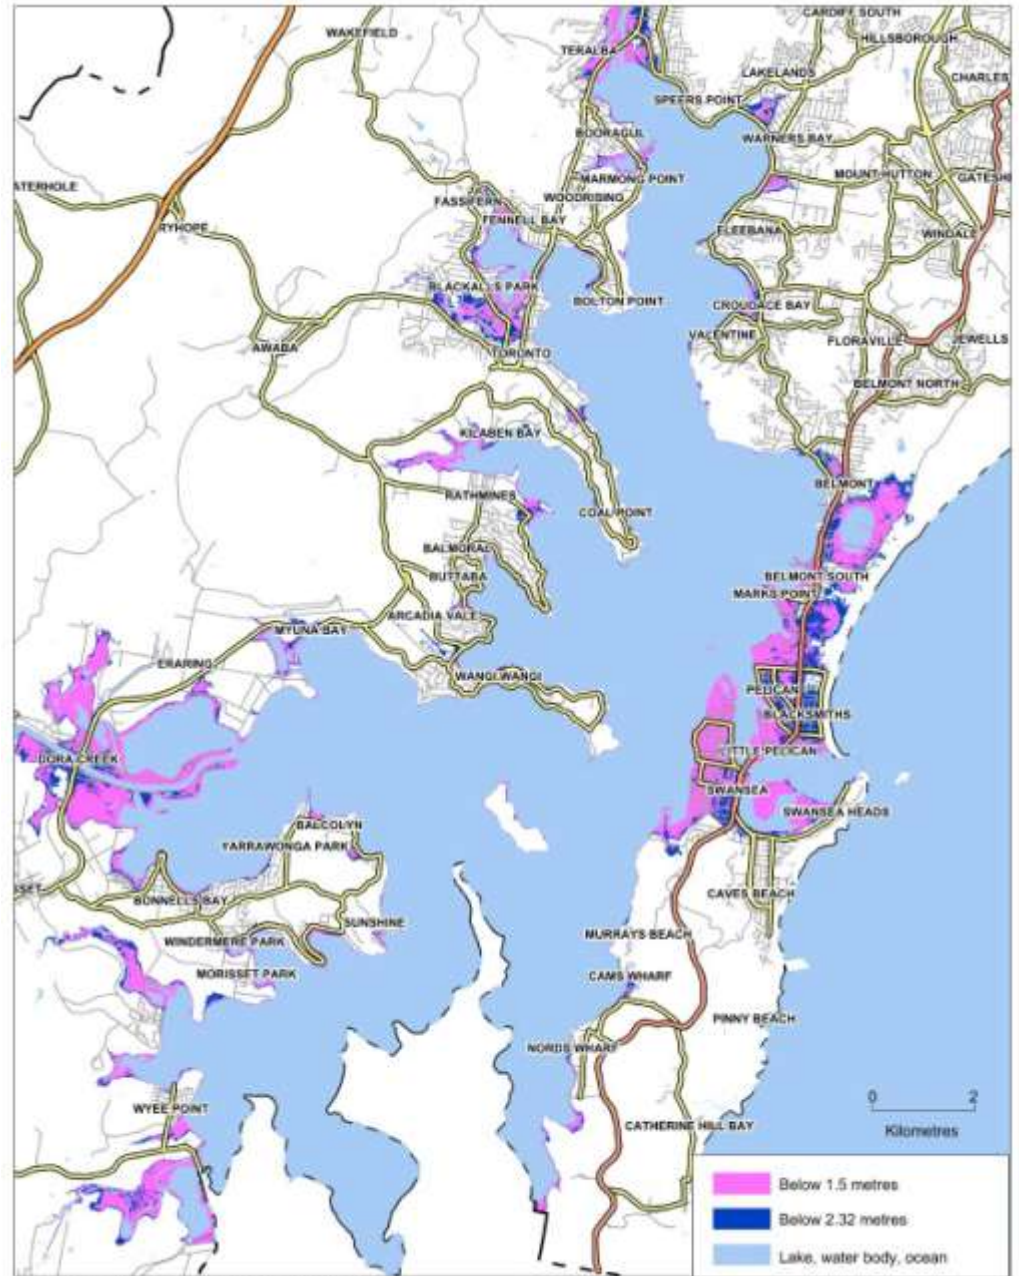 CARDIFF SOUTH
WAKEFIELD
HILLSBOROUGH
TERALBA
LAKELANDS
CHARLES
SPEERS POINT
BOORAGUL
WARNERS BAY
MARMONG POINT
MOUNT HUTTON
GATESH
ATERHOLE
FASSIFERN
WOODRISING
FENNELL BAY
RYHOPE
ELEEBANA
WINDALE
BLACKALLS PARK
BOLTON POINT
CROUDACE BAY
VALENTINE
FLORAVILLE
JEWELLS
AWABA
TORONTO
BELMONT NORTH
KILABEN BAY
BELMONT
RATHMINES
COAL POINT
BALMORAL
BUTTABA
BELMONT SOUTH
MARKS POINT
ARCADIA VALE
MYUNA BAY
ERARING
WANGI WANGI
PELICAN
BLACKSMITHS
LITTLE PELICAN
DORA CREEK
SWANSEA
SWANSEA HEADS
BALCOLYN
YARRAWONGA PARK
SSET
BONNELLS BAY
CAVES BEACH
SUNSHINE
WINDERMERE PARK
MURRAYS BEACH
MORISSET PARK
CAMS WHARF
PINNY BEACH
NORDS WHARF
WYEE POINT
CATHERINE HILL BAY
0 2
Kilometres
Below 1.5 metres
Below 2.32 metres
Lake, water body, ocean